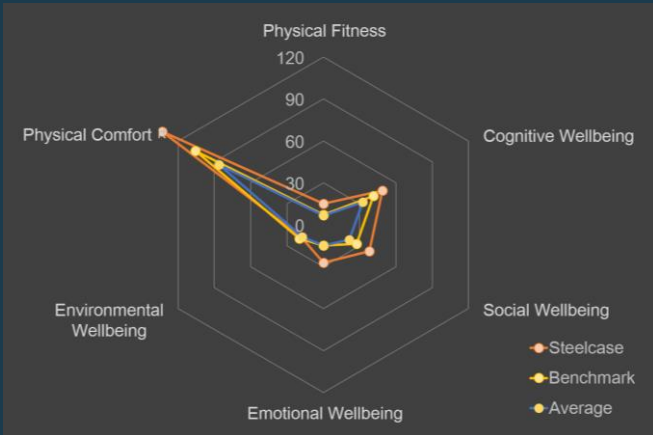 Physical Fitness
120
Physical Comfort
90
Cognitive Wellbeing
60
30
0
Environmental
Wellbeing
Social Wellbeing
Steelcase
Benchmark
Emotional Wellbeing
Average